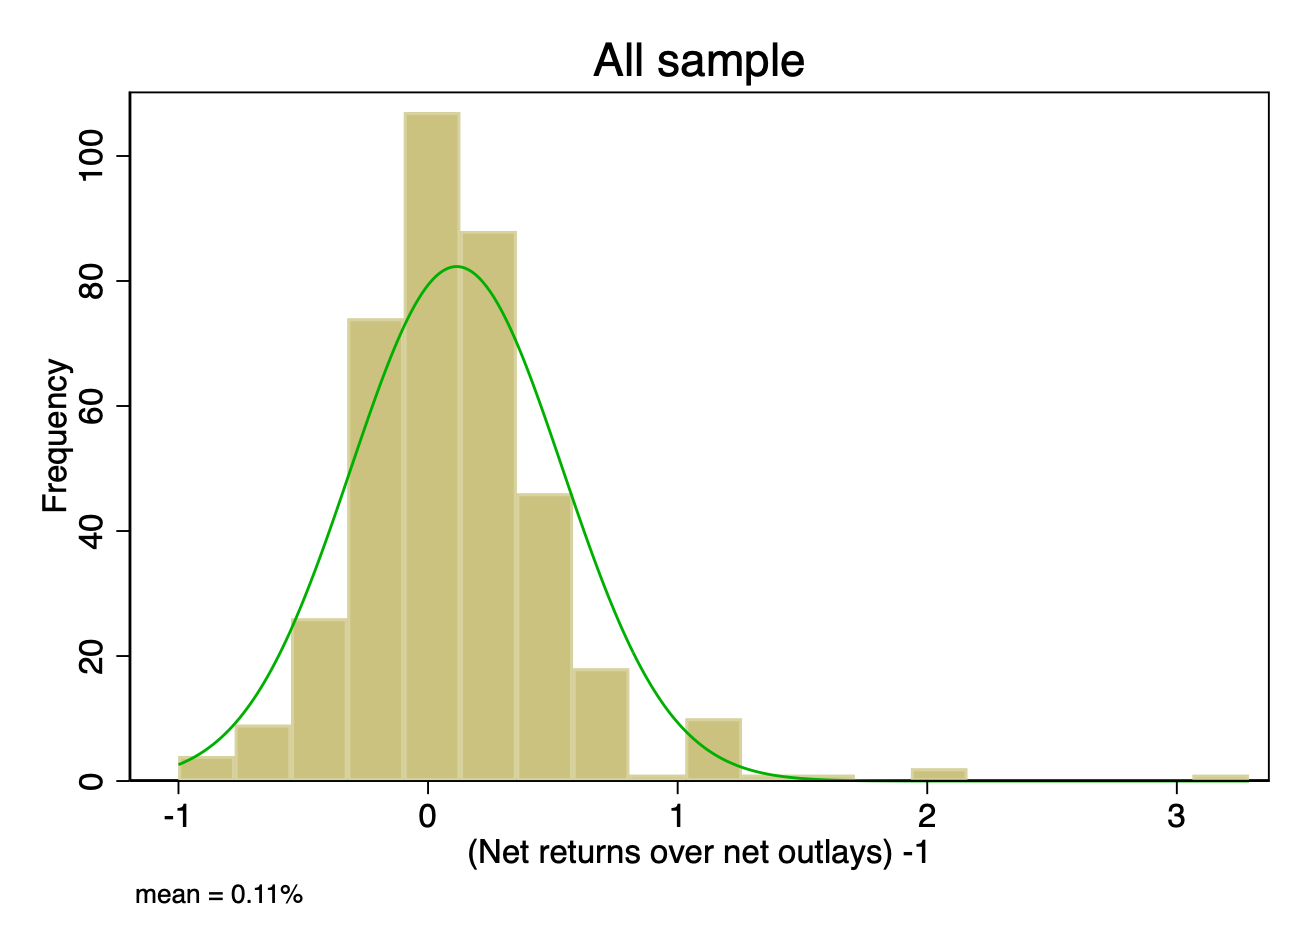 All sample
Frequency
100
80
60
40
20
0
-1 0 1 2 3
(Net returns over net outlays) -1
mean = 0.11%